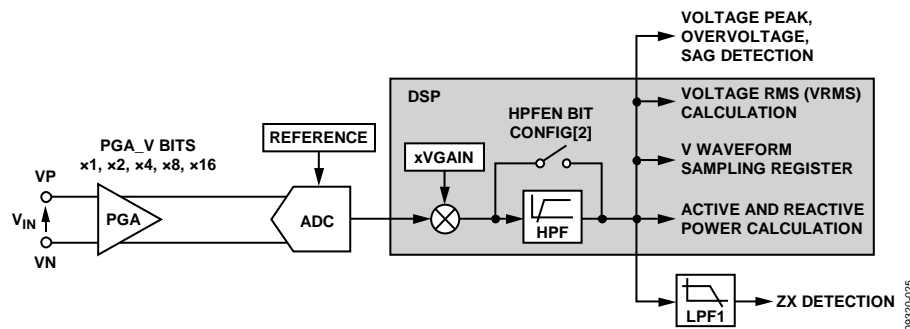 VOLTAGE PEAK,
OVERVOLTAGE,
SAG DETECTION
DSP
VOLTAGE RMS (VRMS)
CALCULATION
HPFEN BIT
CONFIG[2]
PGA_V BITS
×1, ×2, ×4, ×8, ×16
REFERENCE
xVGAIN
V WAVEFORM
SAMPLING REGISTER
VP
VIN
PGA
ADC
HPF
ACTIVE AND REACTIVE
POWER CALCULATION
VN
LPF1
ZX DETECTION
09320-025